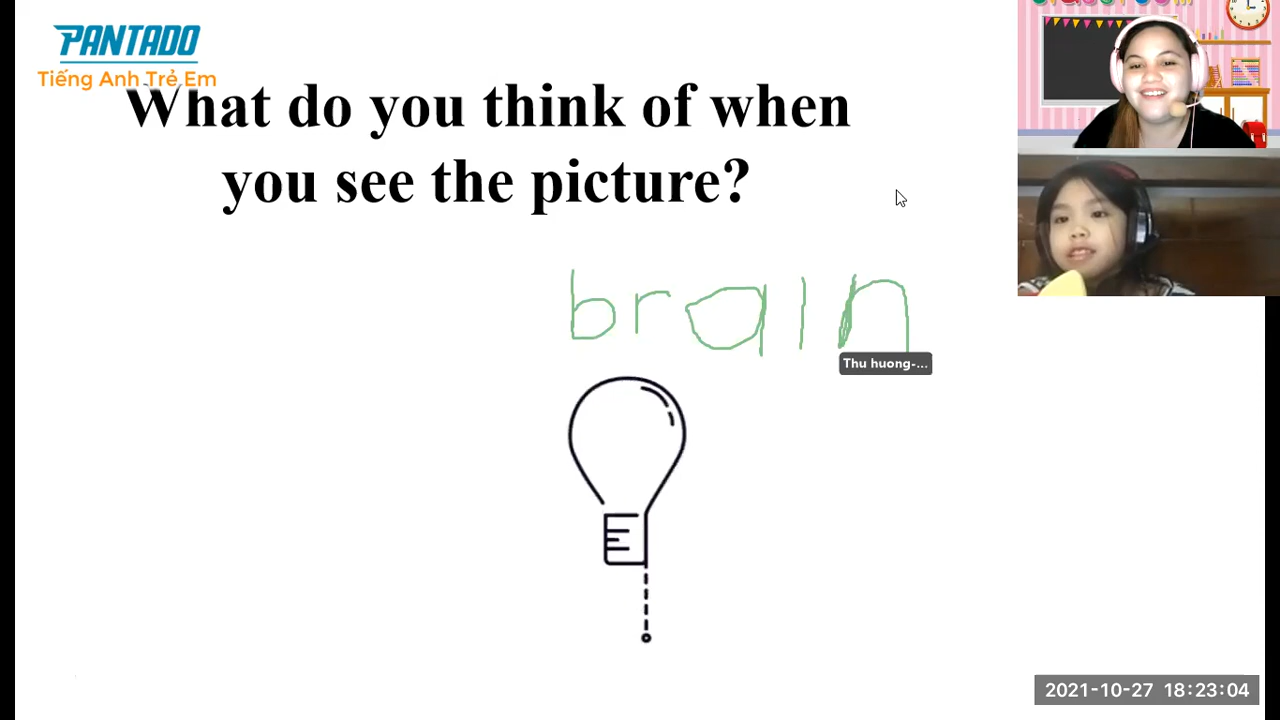 PANTADO
Tiếng Anh Trẻ Em
What do you think of when
you see the picture?
brain
Thu huong-...
2021-10-27 18:23:04